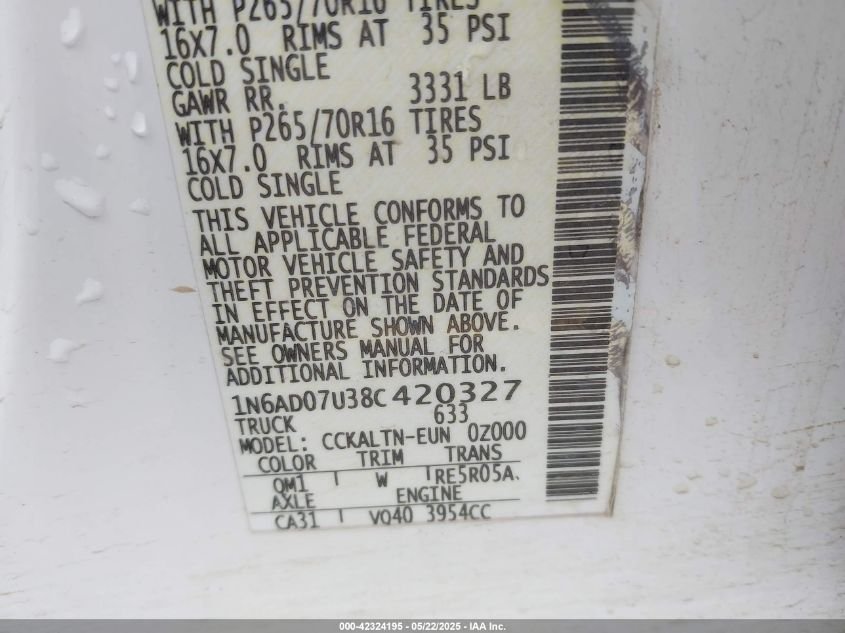 WITH P265/70R16 TIRES
16X7.0 RIMS AT 35 PSI
COLD SINGLE
GAWR RR. 3331 LB
WITH P265/70R16 TIRES
16X7.0 RIMS AT 35 PSI
COLD SINGLE
THIS VEHICLE CONFORMS TO
ALL APPLICABLE FEDERAL
MOTOR VEHICLE SAFETY AND
THEFT PREVENTION STANDARDS
IN EFFECT ON THE DATE OF
MANUFACTURE SHOWN ABOVE.
SEE OWNERS MANUAL FOR
ADDITIONAL INFORMATION.
1N6AD07U38C420327
TRUCK 633
MODEL: CCKALTN-EUN 0Z000
COLOR TRIM TRANS
QM1 W RE5R05A.
AXLE ENGINE
CA31 VQ40 3954CC
000-42324195 - 05/22/2025 - IAA Inc.